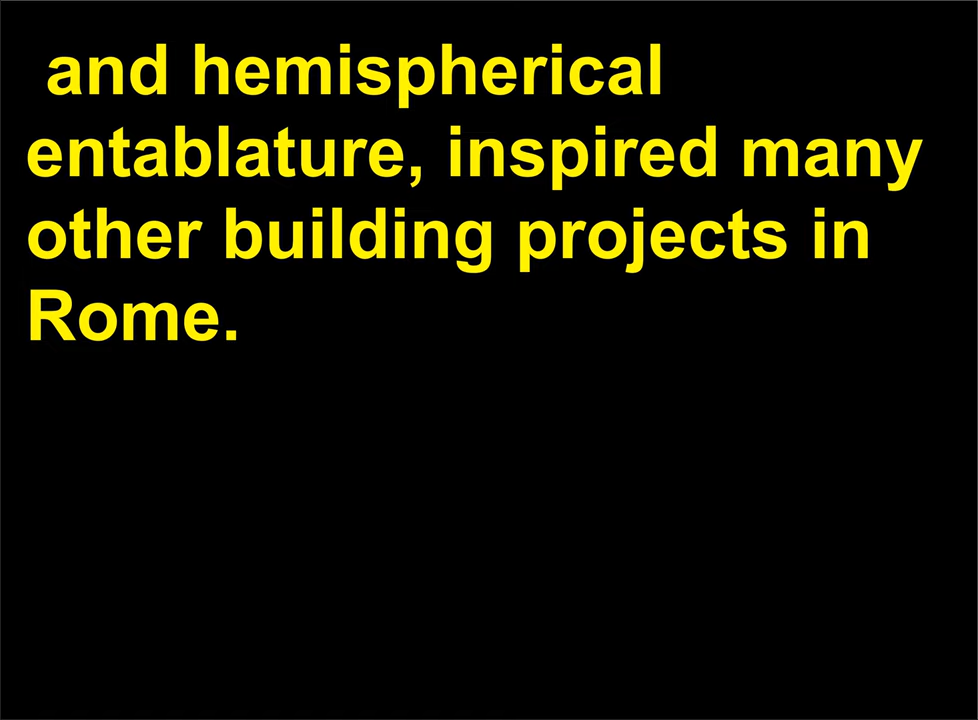 and hemispherical
entablature, inspired many
other building projects in
Rome.